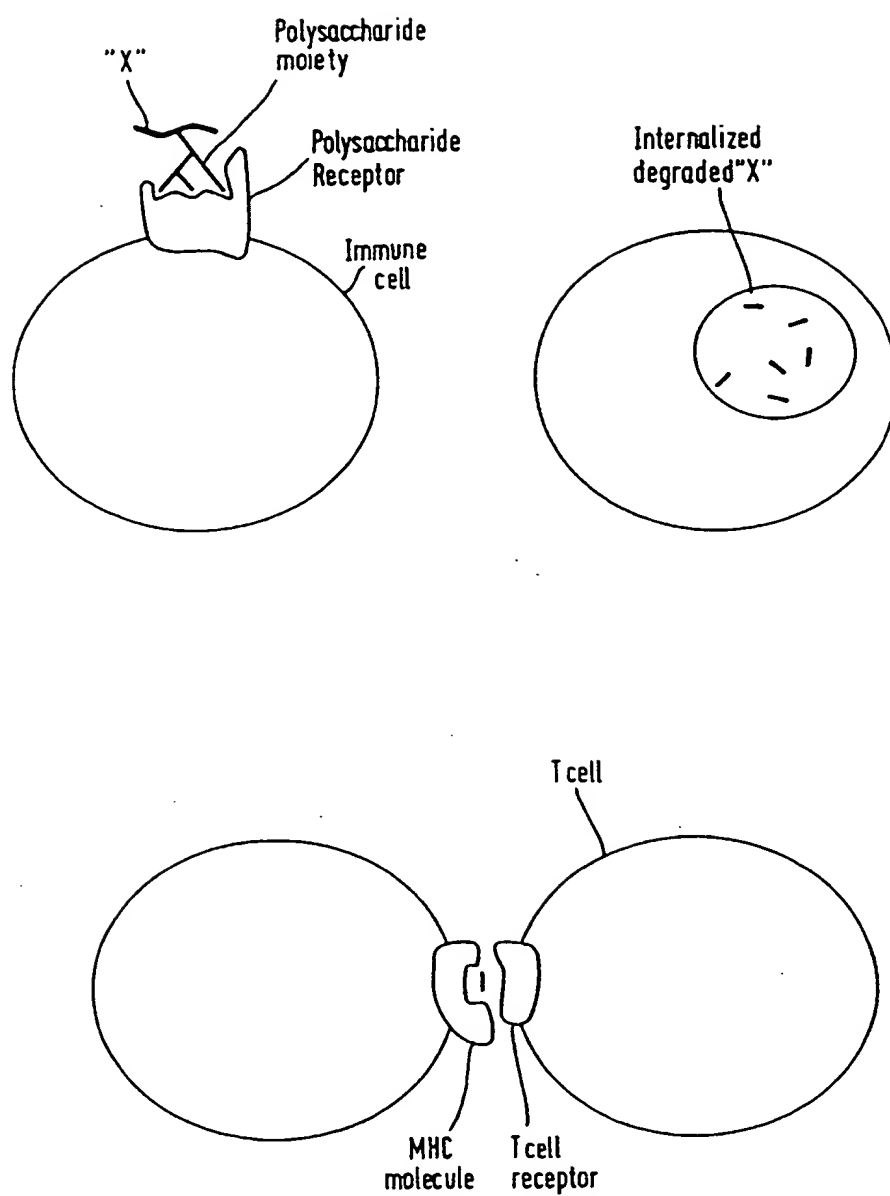 "X"
Polysaccharide
moiety
Polysaccharide
Receptor
Immune
cell
Internalized
degraded "X"
T cell
MHC
molecule
T cell
receptor